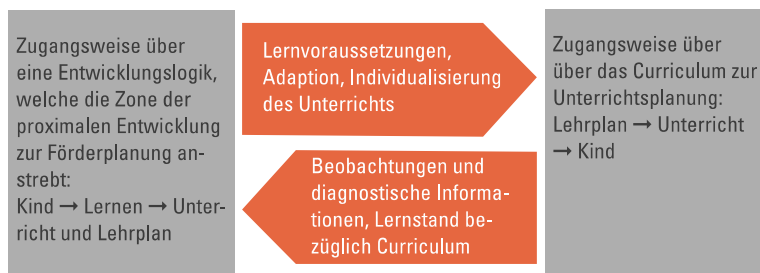 Zugangsweise über
eine Entwicklungslogik,
welche die Zone der
proximalen Entwicklung
zur Förderplanung an-
strebt:
Kind → Lernen → Unter-
richt und Lehrplan
Lernvoraussetzungen,
Adaption, Individualisierung
des Unterrichts
Beobachtungen und
diagnostische Informa-
tionen, Lernstand be-
züglich Curriculum
Zugangsweise über
über das Curriculum zur
Unterrichtsplanung:
Lehrplan → Unterricht
→ Kind